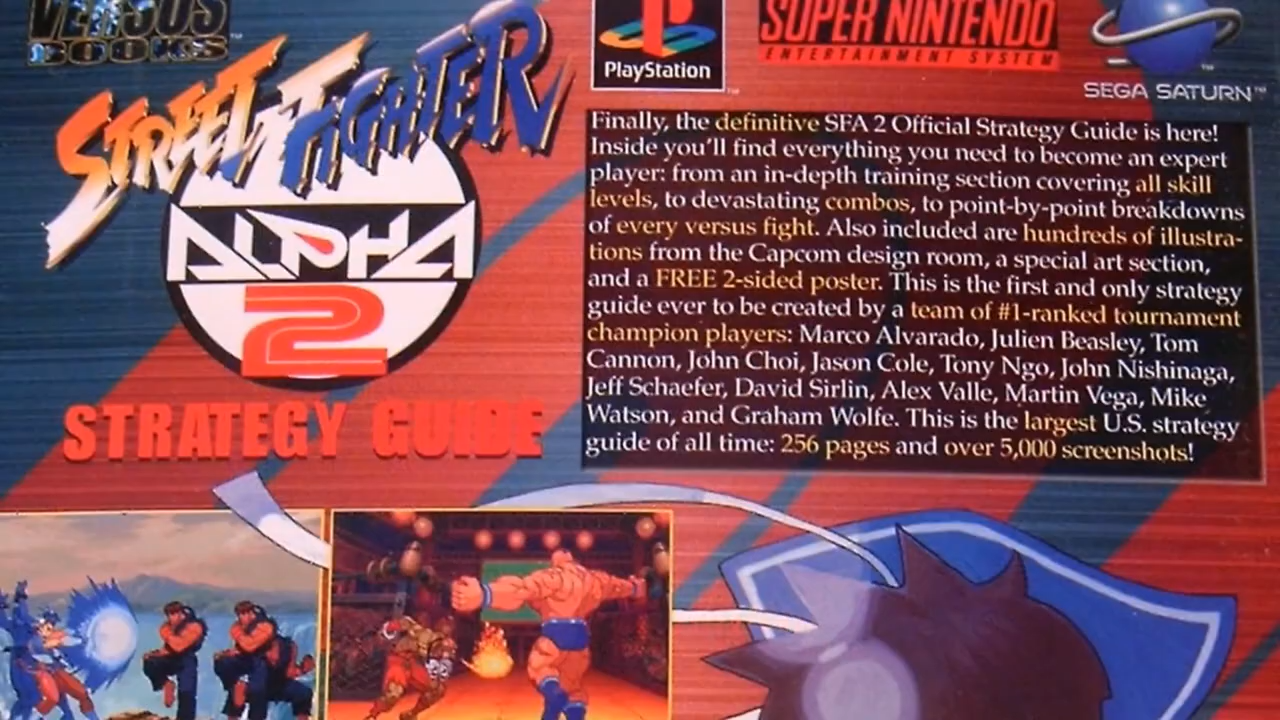 VERSUS
BOOKS
STREET FIGHTER
ALPHA
2
STRATEGY GUIDE
PlayStation
SUPER NINTENDO
ENTERTAINMENT SYSTEM
SEGA SATURN™
Finally, the definitive SFA 2 Official Strategy Guide is here!
Inside you'll find everything you need to become an expert
player: from an in-depth training section covering all skill
levels, to devastating combos, to point-by-point breakdowns
of every versus fight. Also included are hundreds of illustra-
tions from the Capcom design room, a special art section,
and a FREE 2-sided poster. This is the first and only strategy
guide ever to be created by a team of #1-ranked tournament
champion players: Marco Alvarado, Julien Beasley, Tom
Cannon, John Choi, Jason Cole, Tony Ngo, John Nishinaga,
Jeff Schaefer, David Sirlin, Alex Valle, Martin Vega, Mike
Watson, and Graham Wolfe. This is the largest U.S. strategy
guide of all time: 256 pages and over 5,000 screenshots!